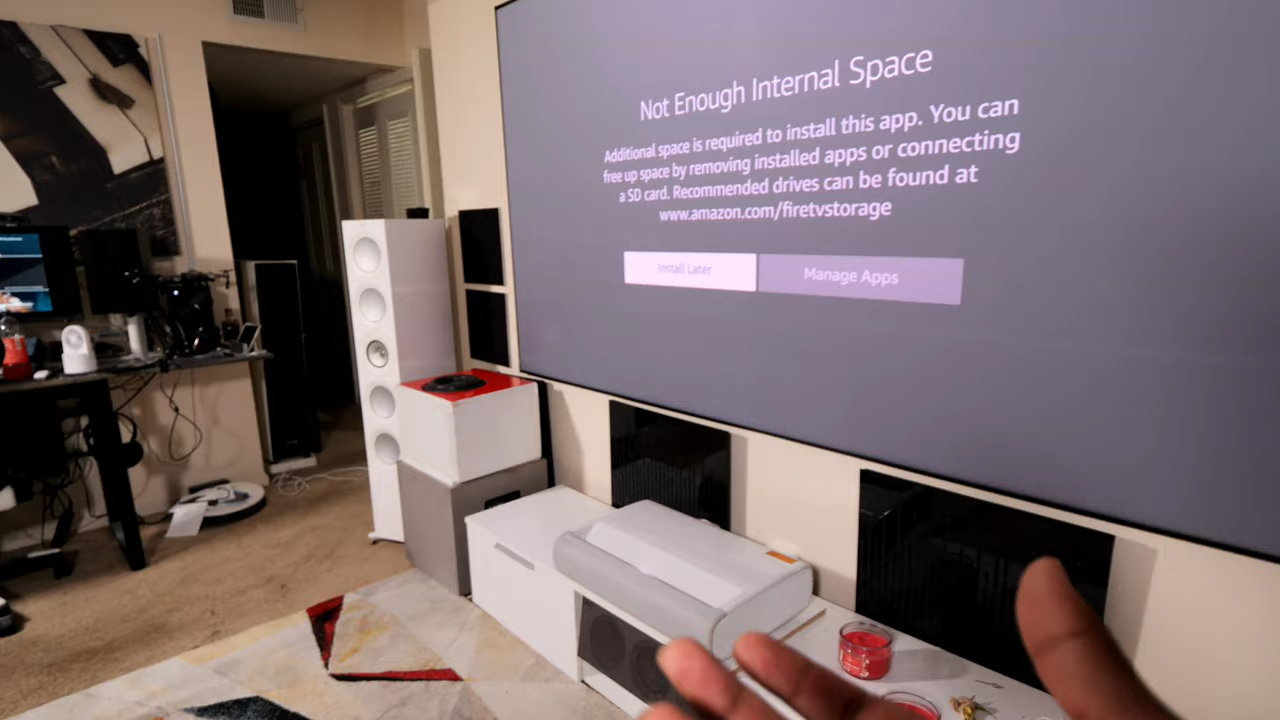 Not Enough Internal Space
Additional space is required to install this app. You can
free up space by removing installed apps or connecting
a SD card. Recommended drives can be found at
www.amazon.com/firetvstorage
Install Later
Manage Apps